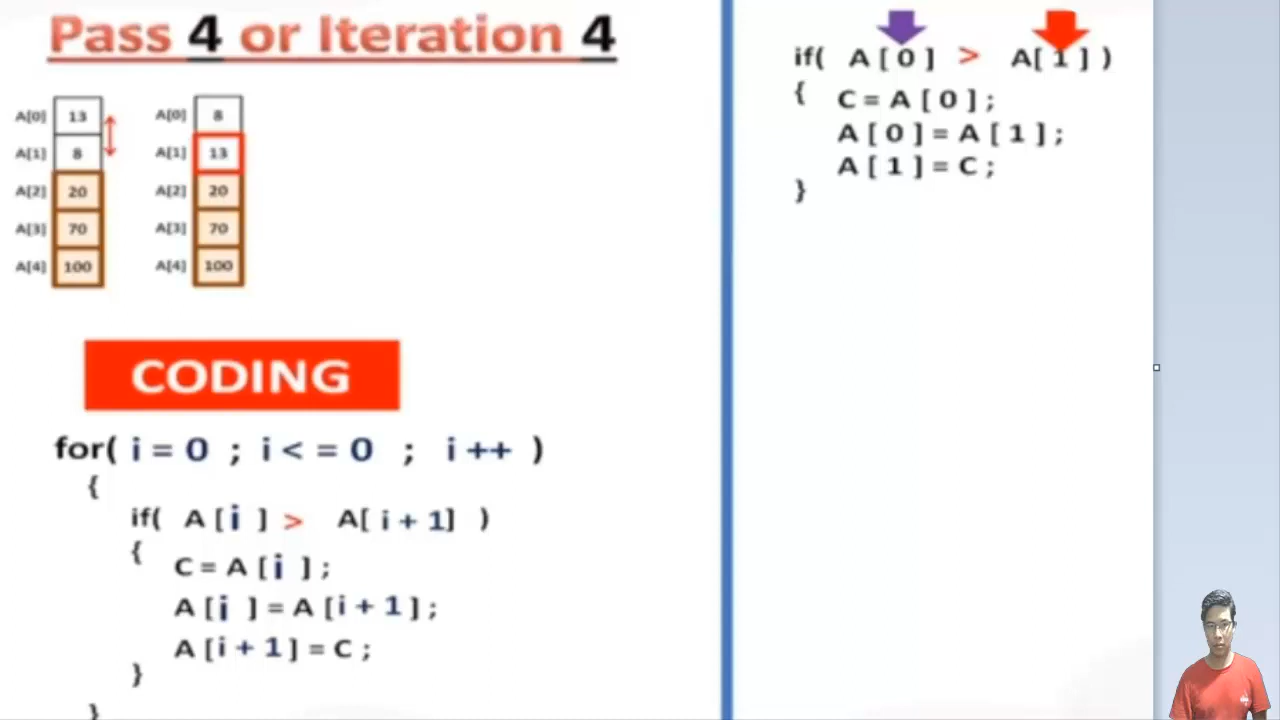 Pass 4 or Iteration 4
A[0] 13
A[1] 8
A[2] 20
A[3] 70
A[4] 100
A[0] 8
A[1] 13
A[2] 20
A[3] 70
A[4] 100
CODING
for( i = 0 ; i < = 0 ; i ++ )
{
if( A [ i ] > A[ i + 1] )
{
C = A [ i ] ;
A [ i ] = A [ i + 1 ] ;
A [ i + 1 ] = C ;
}
}
if( A [ 0 ] > A[ 1 ] )
{
C = A [ 0 ] ;
A [ 0 ] = A [ 1 ] ;
A [ 1 ] = C ;
}